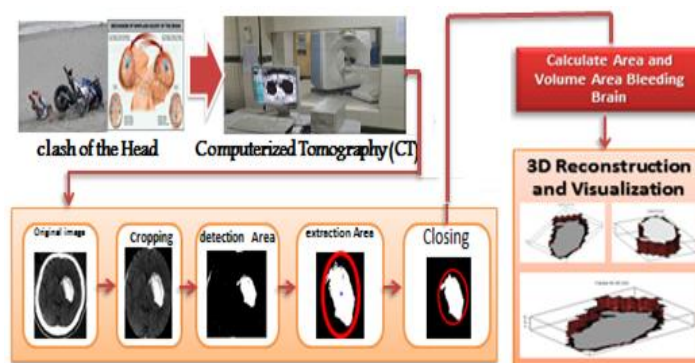 clash of the Head
Computerized Tomography (CT)
Calculate Area and
Volume Area Bleeding
Brain
3D Reconstruction
and Visualization
Original image
Cropping
detection Area
extraction Area
Closing